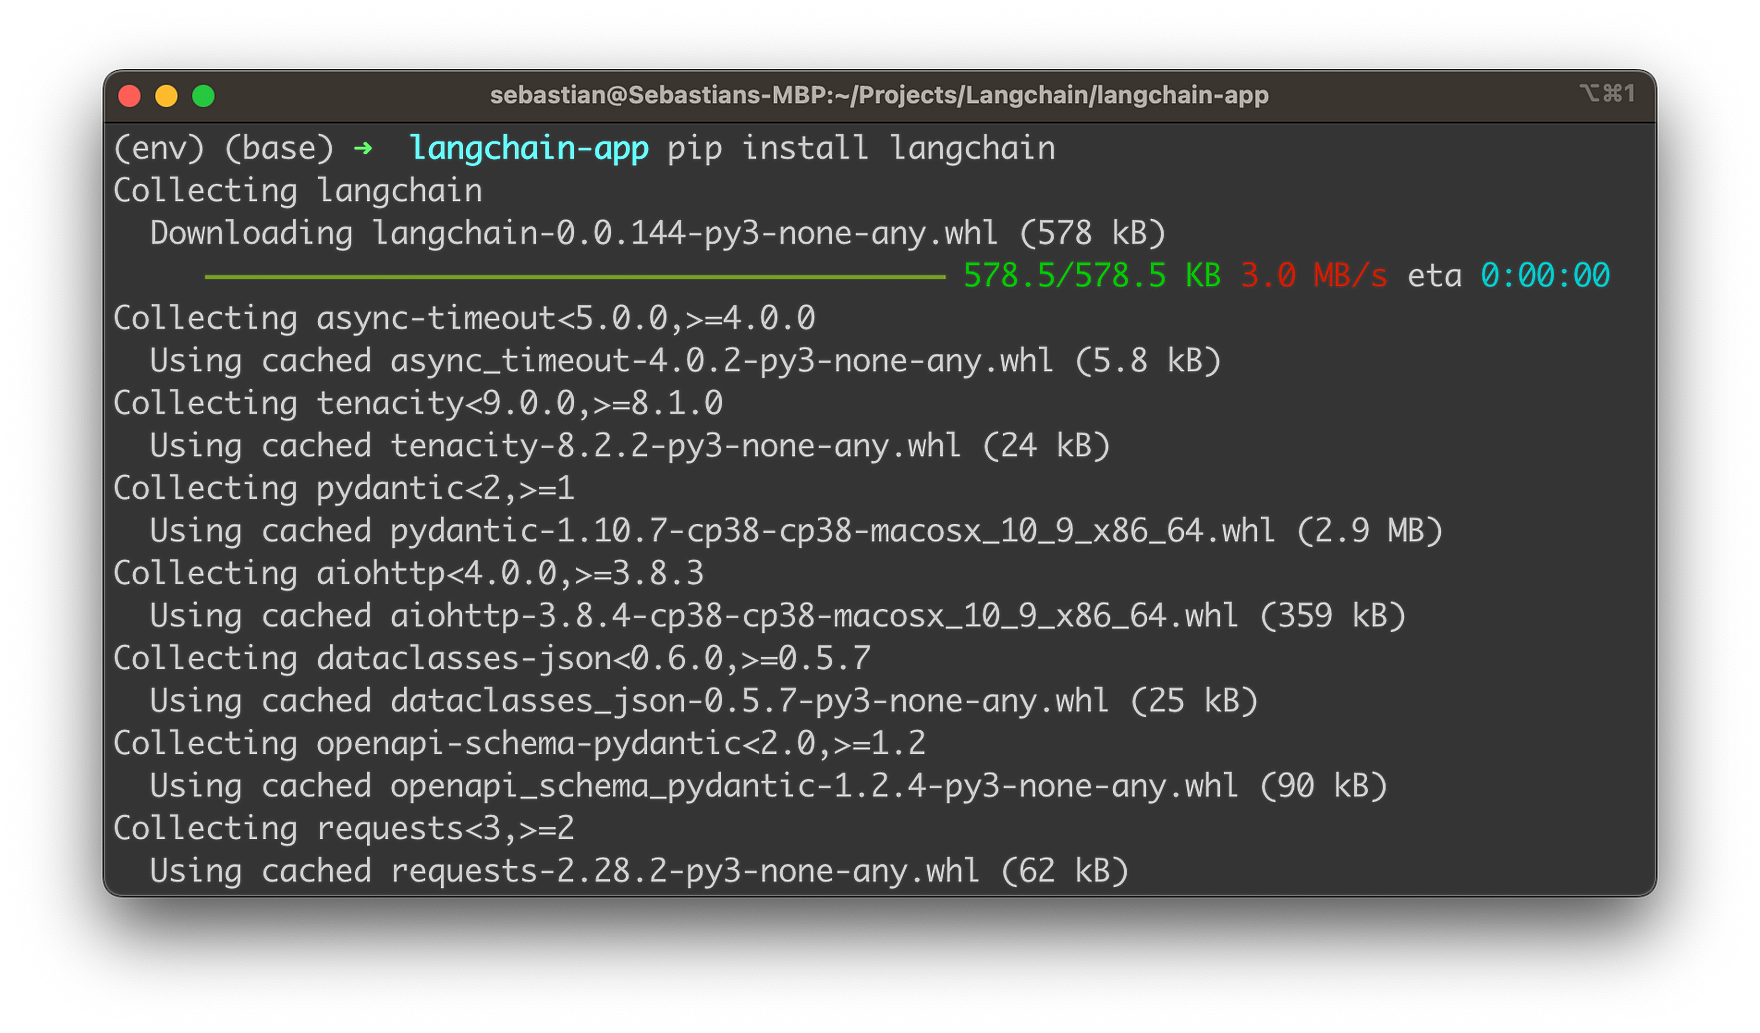 sebastian@Sebastians-MBP:~/Projects/Langchain/langchain-app ⌥⌘1
(env) (base) ➜ langchain-app pip install langchain
Collecting langchain
  Downloading langchain-0.0.144-py3-none-any.whl (578 kB)
     ━━━━━━━━━━━━━━━━━━━━━━━━━━━━━━━━━━━━━━━━ 578.5/578.5 KB 3.0 MB/s eta 0:00:00
Collecting async-timeout<5.0.0,>=4.0.0
  Using cached async_timeout-4.0.2-py3-none-any.whl (5.8 kB)
Collecting tenacity<9.0.0,>=8.1.0
  Using cached tenacity-8.2.2-py3-none-any.whl (24 kB)
Collecting pydantic<2,>=1
  Using cached pydantic-1.10.7-cp38-cp38-macosx_10_9_x86_64.whl (2.9 MB)
Collecting aiohttp<4.0.0,>=3.8.3
  Using cached aiohttp-3.8.4-cp38-cp38-macosx_10_9_x86_64.whl (359 kB)
Collecting dataclasses-json<0.6.0,>=0.5.7
  Using cached dataclasses_json-0.5.7-py3-none-any.whl (25 kB)
Collecting openapi-schema-pydantic<2.0,>=1.2
  Using cached openapi_schema_pydantic-1.2.4-py3-none-any.whl (90 kB)
Collecting requests<3,>=2
  Using cached requests-2.28.2-py3-none-any.whl (62 kB)